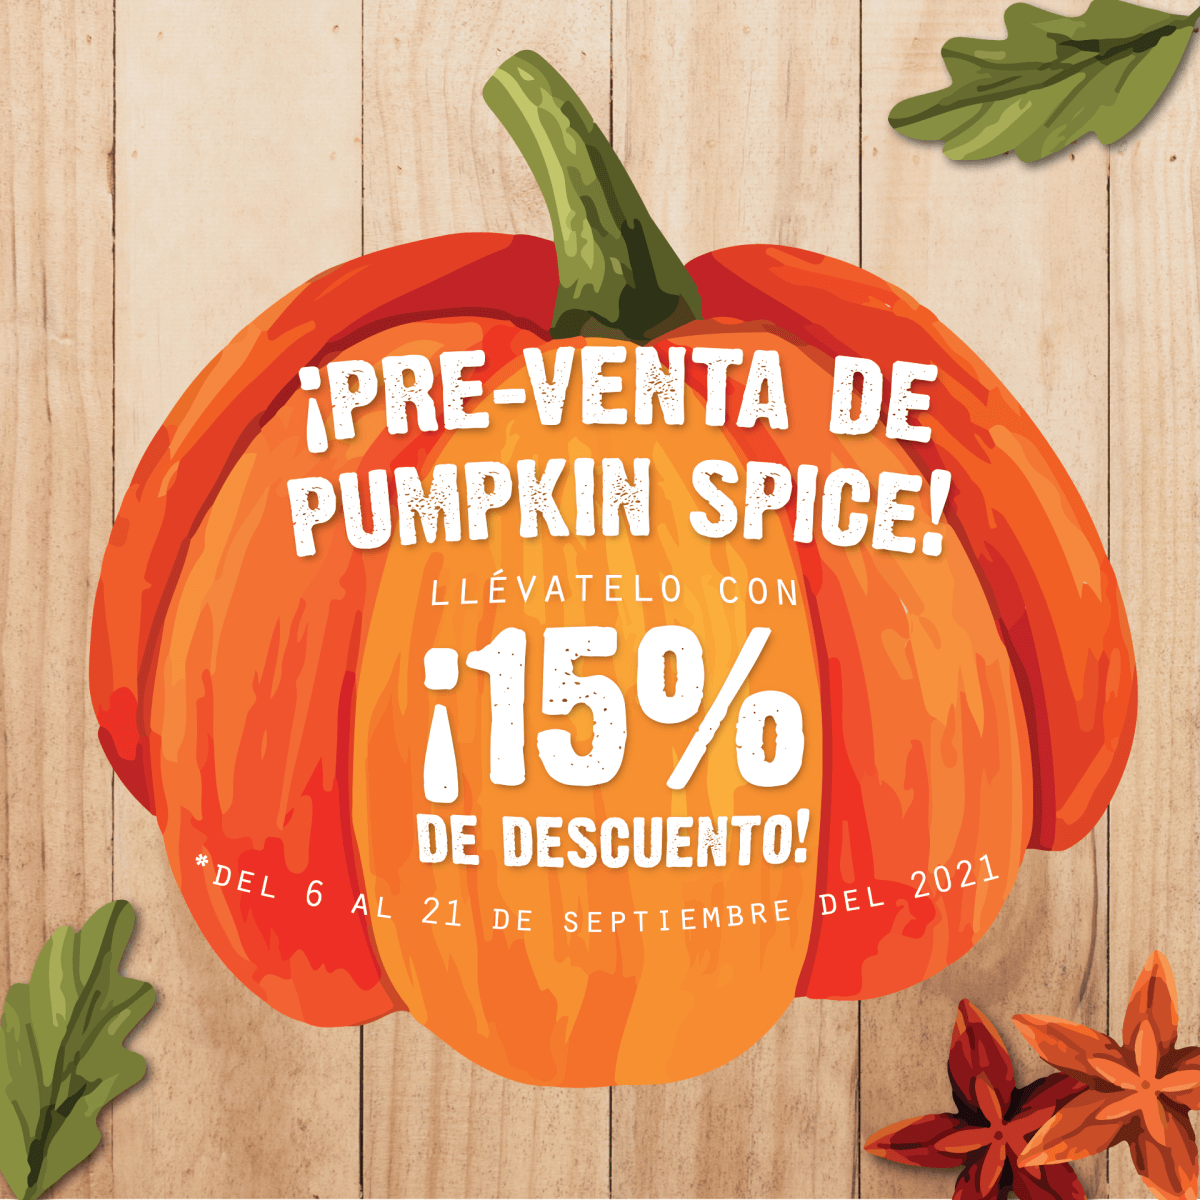 ¡PRE-VENTA DE
PUMPKIN SPICE!
LLÉVATELO CON
¡15%
DE DESCUENTO!
*DEL 6 AL 21 DE SEPTIEMBRE DEL 2021